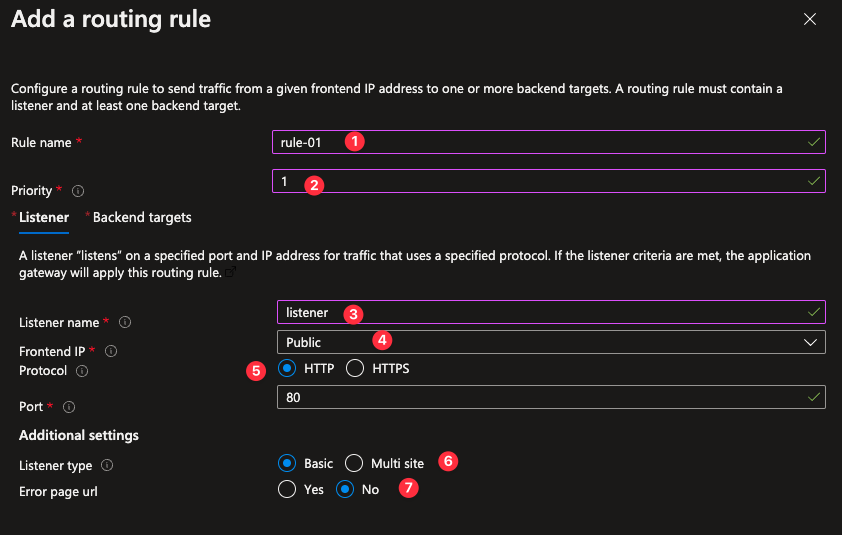 Add a routing rule
Configure a routing rule to send traffic from a given frontend IP address to one or more backend targets. A routing rule must contain a
listener and at least one backend target.
Rule name * rule-01 1
Priority * 1 2
* Listener * Backend targets
A listener “listens” on a specified port and IP address for traffic that uses a specified protocol. If the listener criteria are met, the application
gateway will apply this routing rule.
Listener name * listener 3
Frontend IP * Public 4
Protocol 5 HTTP HTTPS
Port * 80
Additional settings
Listener type Basic Multi site 6
Error page url Yes No 7